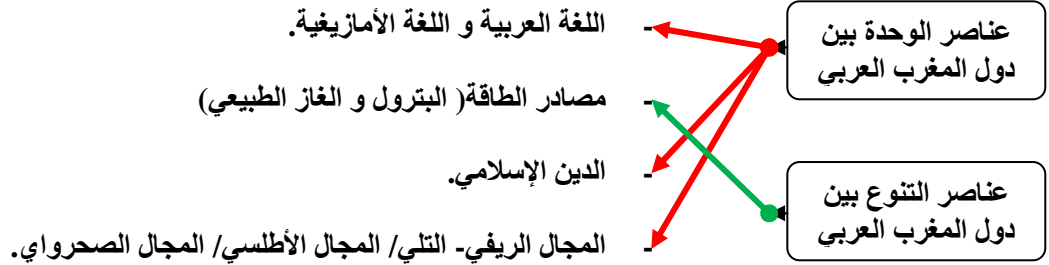 عناصر الوحدة بين
دول المغرب العربي
- اللغة العربية و اللغة الأمازيغية.
- مصادر الطاقة( البترول و الغاز الطبيعي)
- الدين الإسلامي.
عناصر التنوع بين
دول المغرب العربي
- المجال الريفي- التلي/ المجال الأطلسي/ المجال الصحرواي.